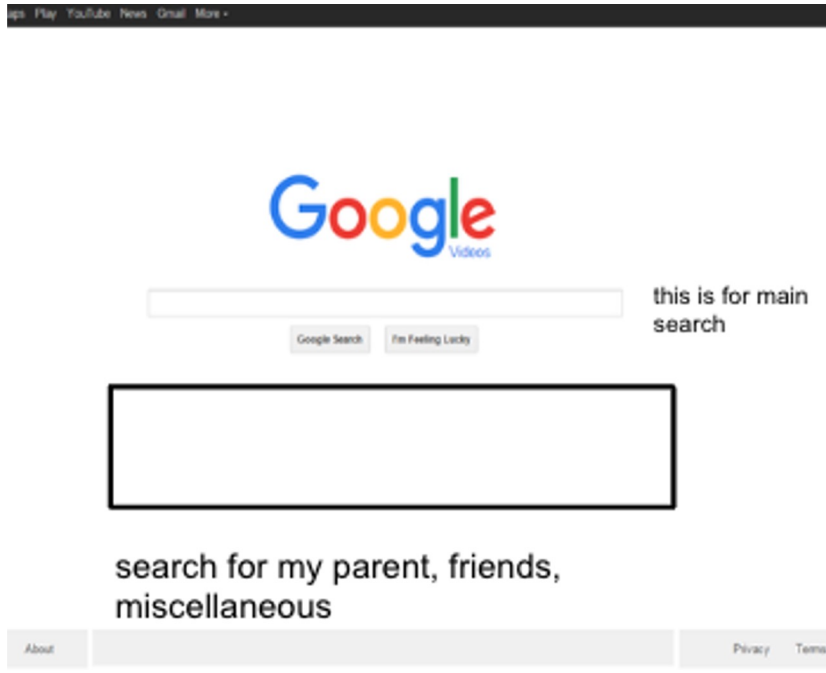 aps Play YouTube News Gmail More
Google
Videos
this is for main
search
Google Search I'm Feeling Lucky
search for my parent, friends,
miscellaneous
About Privacy Terms